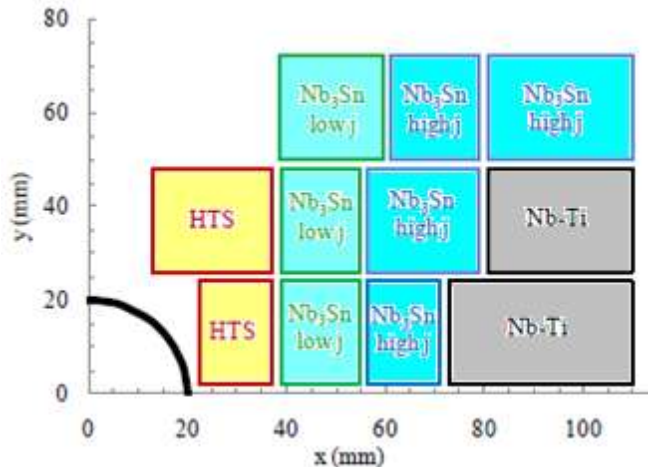 80
Nb₃Sn
low j
Nb₃Sn
high j
Nb₃Sn
high j
60
y (mm)
40
HTS
Nb₃Sn
low j
Nb₃Sn
high j
Nb-Ti
20
HTS
Nb₃Sn
low j
Nb₃Sn
high j
Nb-Ti
0
0 20 40 60 80 100
x (mm)